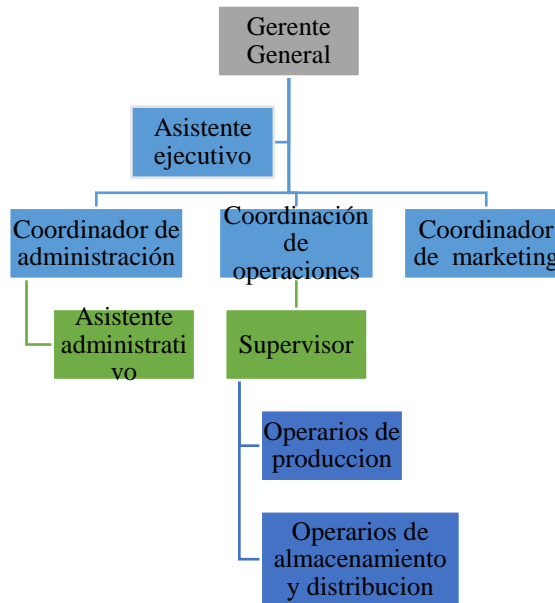 Gerente
General
Asistente
ejecutivo
Coordinador de
administración
Coordinación
de
operaciones
Coordinador
de marketing
Asistente
administrati
vo
Supervisor
Operarios de
produccion
Operarios de
almacenamiento
y distribucion